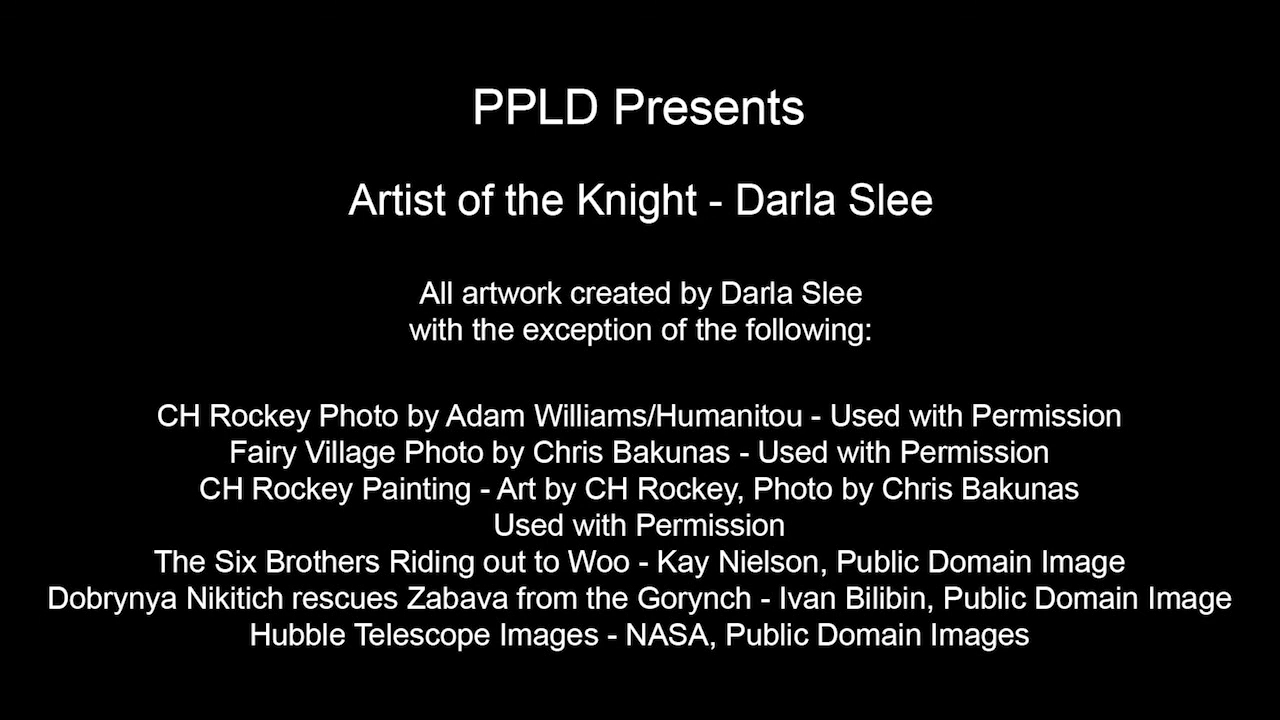 PPLD Presents
Artist of the Knight - Darla Slee
All artwork created by Darla Slee
with the exception of the following:
CH Rockey Photo by Adam Williams/Humanitou - Used with Permission
Fairy Village Photo by Chris Bakunas - Used with Permission
CH Rockey Painting - Art by CH Rockey, Photo by Chris Bakunas
Used with Permission
The Six Brothers Riding out to Woo - Kay Nielson, Public Domain Image
Dobrynya Nikitich rescues Zabava from the Gorynch - Ivan Bilibin, Public Domain Image
Hubble Telescope Images - NASA, Public Domain Images